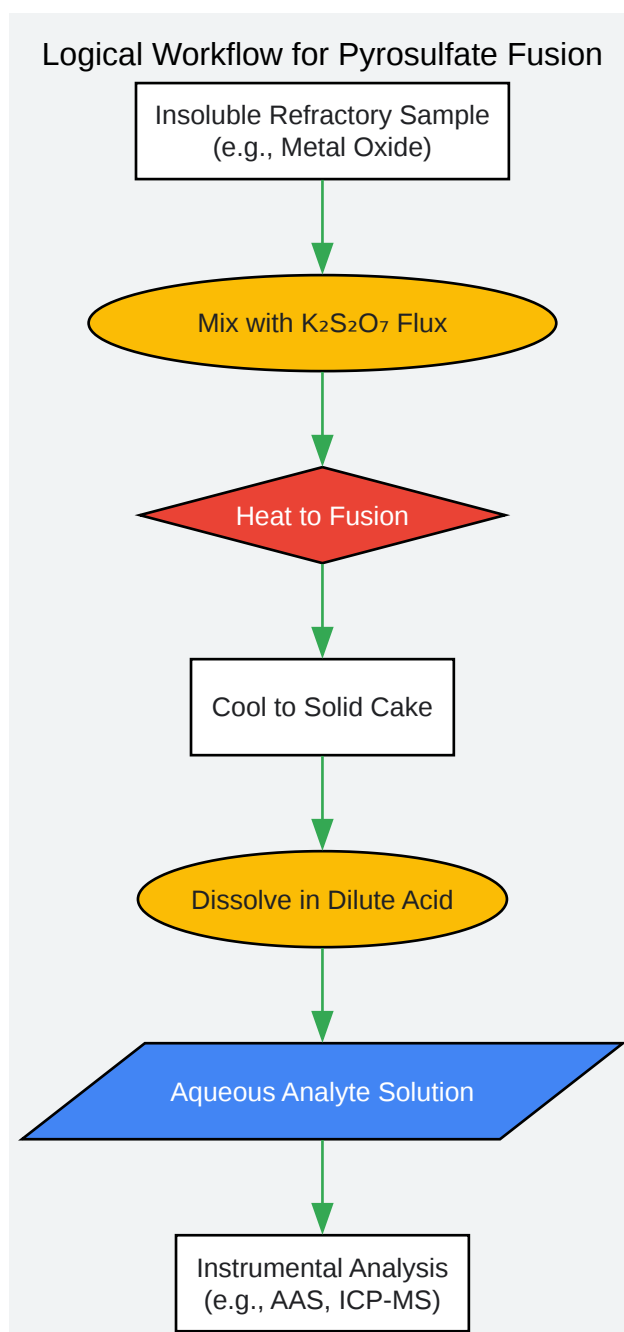 Logical Workflow for Pyrosulfate Fusion
Insoluble Refractory Sample
(e.g., Metal Oxide)
Mix with K₂S₂O₇ Flux
Heat to Fusion
Cool to Solid Cake
Dissolve in Dilute Acid
Aqueous Analyte Solution
Instrumental Analysis
(e.g., AAS, ICP-MS)